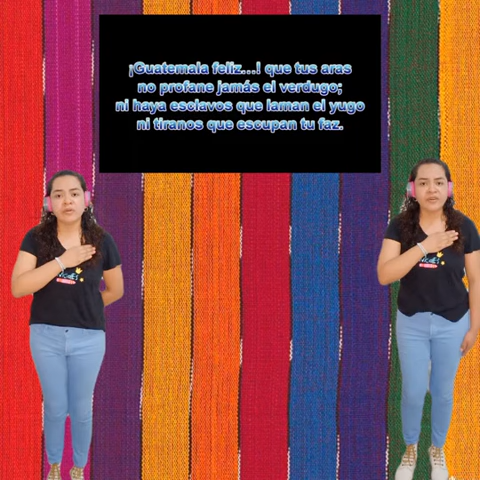 ¡Guatemala feliz...! que tus aras
no profane jamás el verdugo;
ni haya esclavos que laman el yugo
ni tiranos que escupan tu faz.